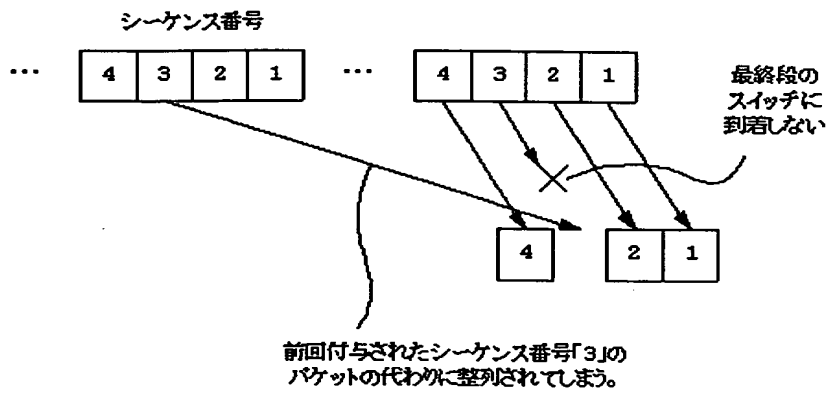 シーケンス番号
… 4 3 2 1 … 4 3 2 1
最終段の
スイッチに
到着しない
4 2 1
前回付与されたシーケンス番号「3」の
パケットの代わりに整列されてしまう。